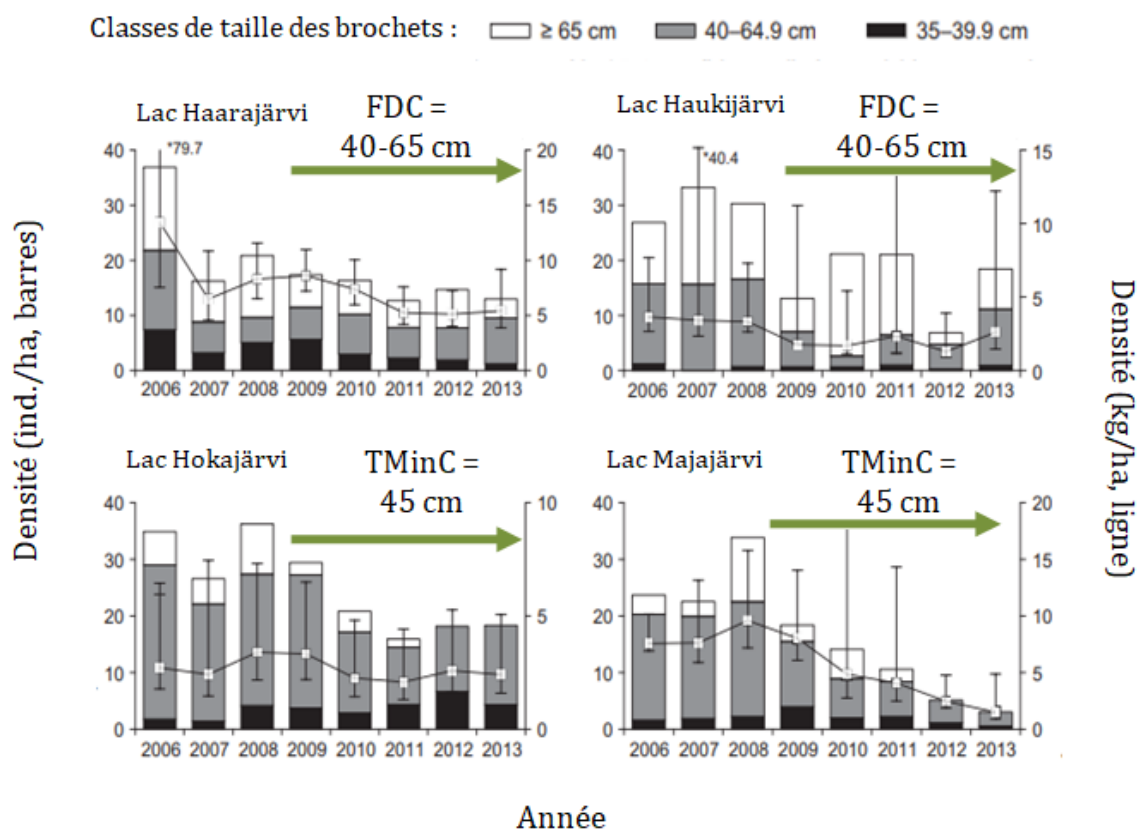 Classes de taille des brochets : ≥ 65 cm 40–64.9 cm 35–39.9 cm
Lac Haarajärvi
FDC =
40-65 cm
*79.7
40
30
20
10
0
20
15
10
5
0
2006 2007 2008 2009 2010 2011 2012 2013
Lac Haukijärvi
FDC =
40-65 cm
*40.4
40
30
20
10
0
15
10
5
0
2006 2007 2008 2009 2010 2011 2012 2013
Lac Hokajärvi
TMinC =
45 cm
40
30
20
10
0
10
5
0
2006 2007 2008 2009 2010 2011 2012 2013
Lac Majajärvi
TMinC =
45 cm
40
30
20
10
0
20
15
10
5
0
2006 2007 2008 2009 2010 2011 2012 2013
Densité (ind./ha, barres)
Densité (kg/ha, ligne)
Année